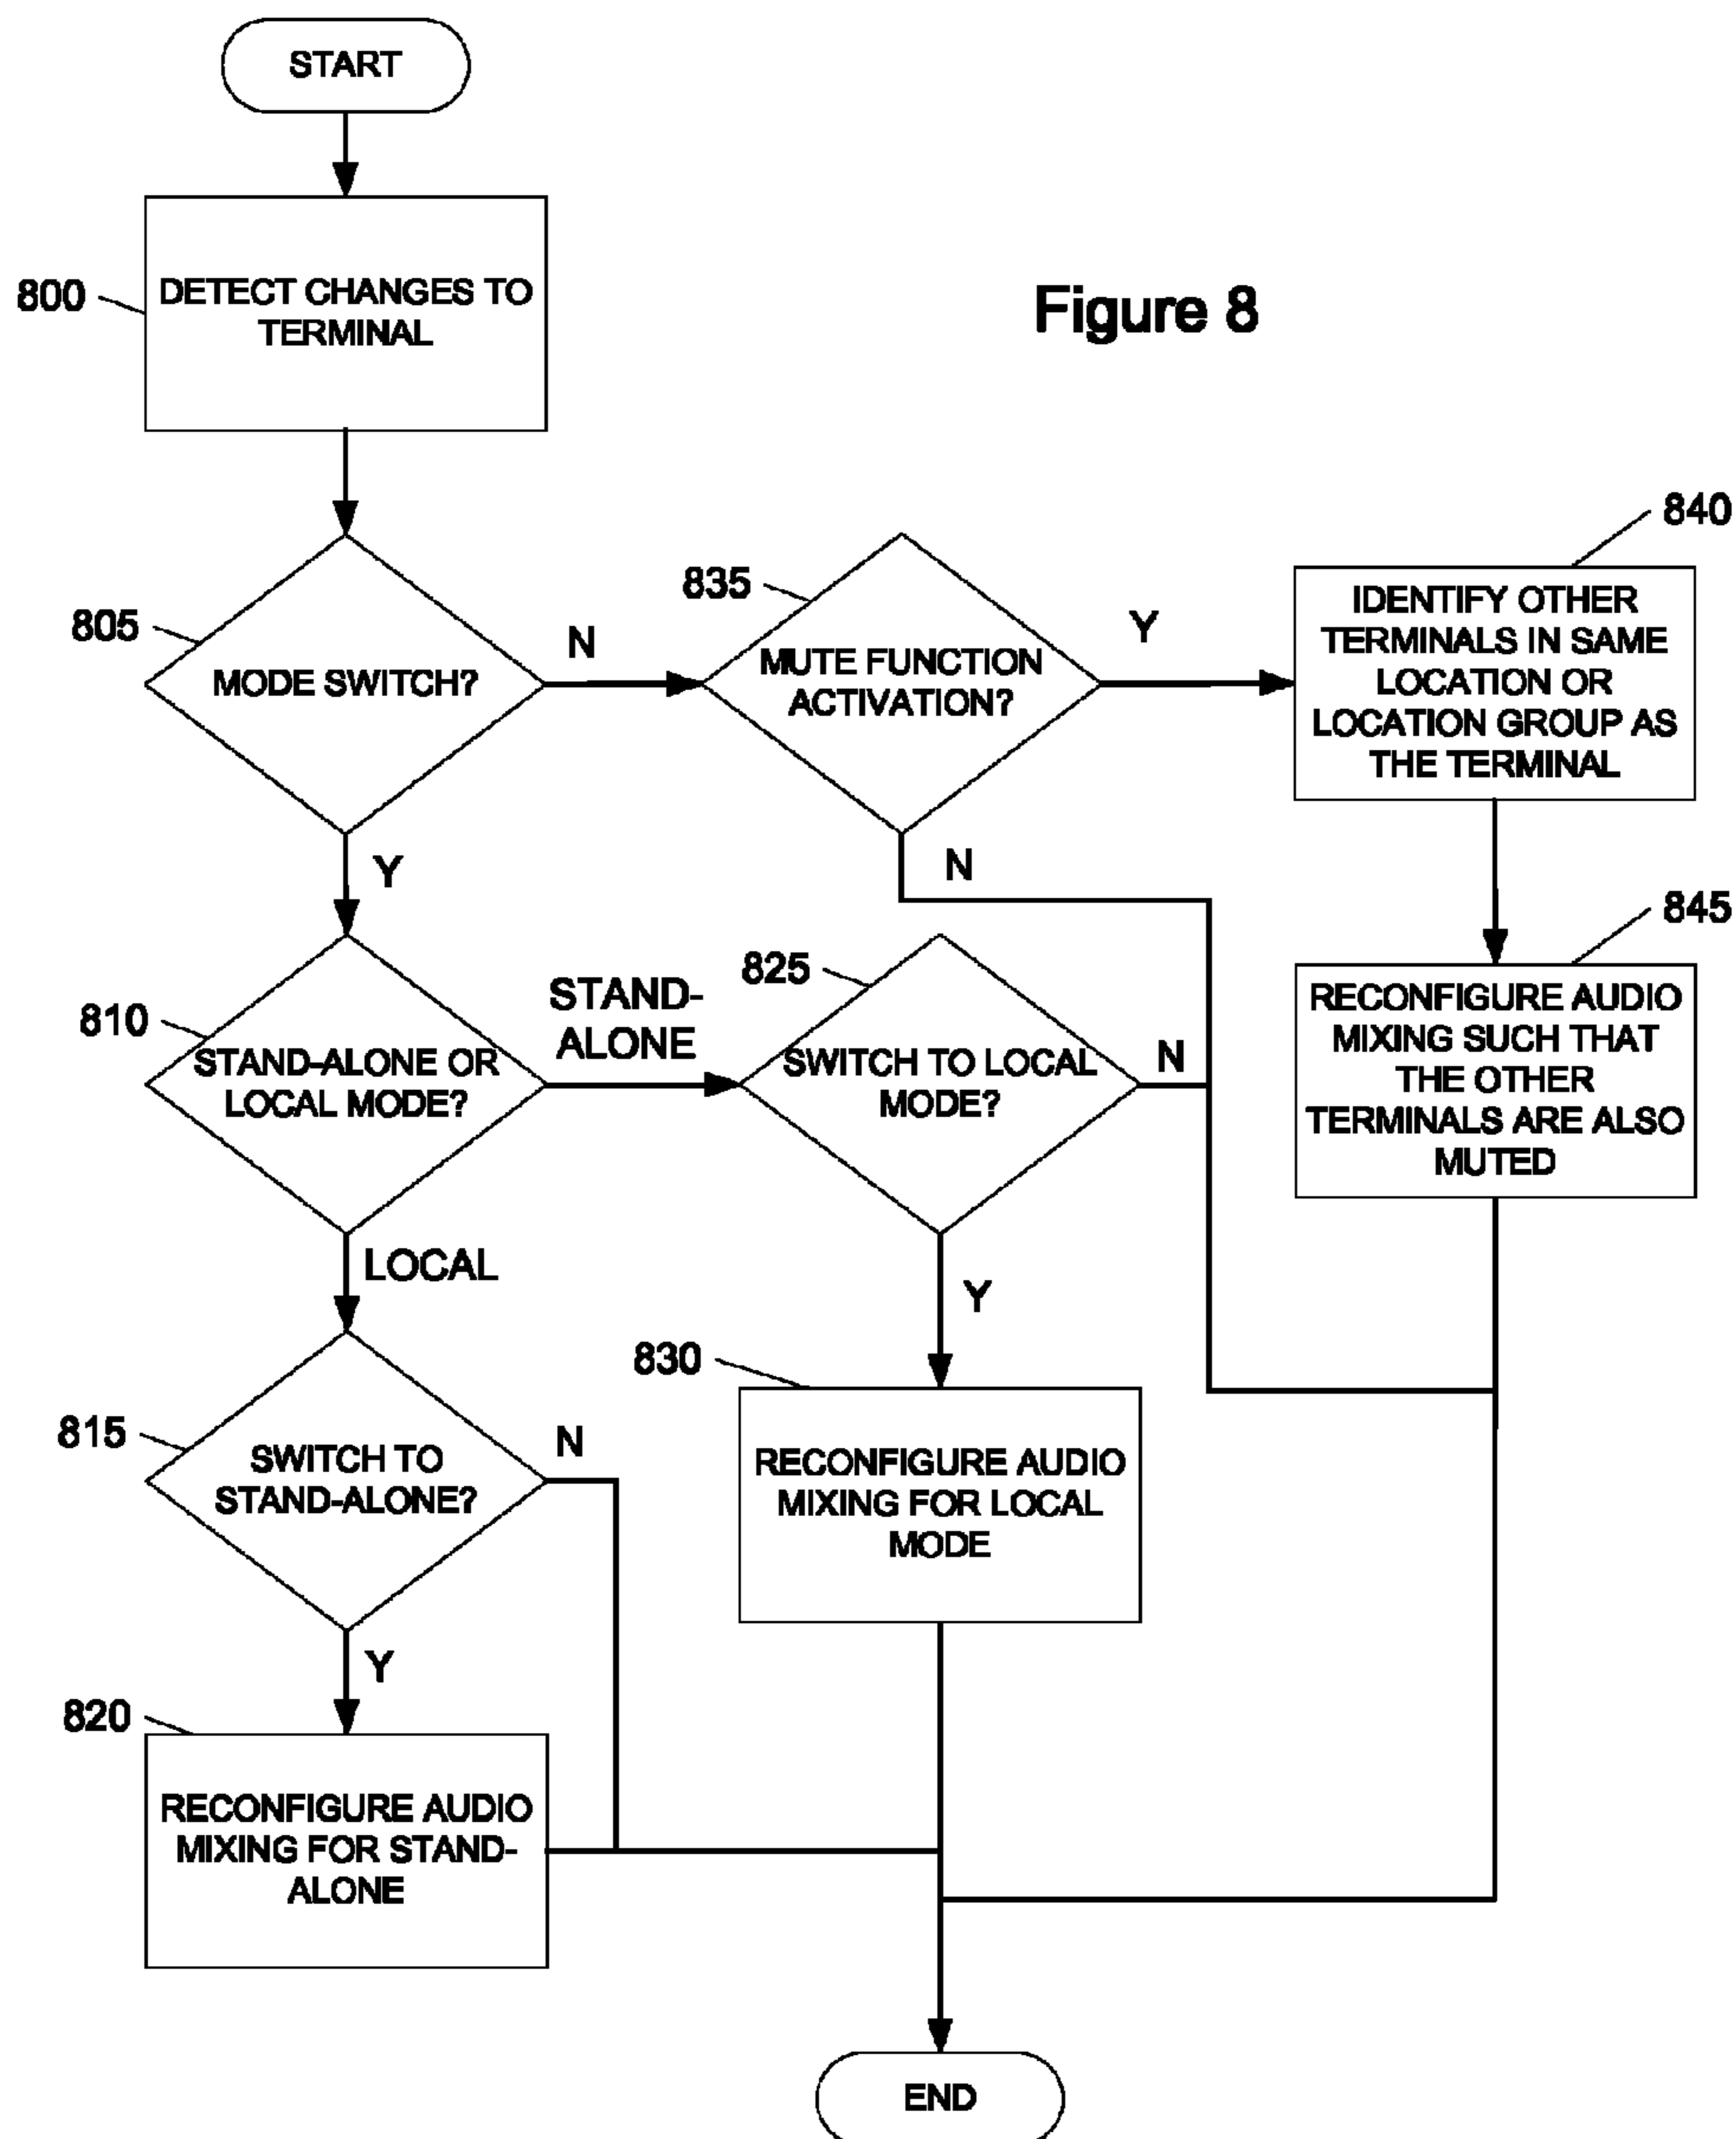 START
800
DETECT CHANGES TO
TERMINAL
Figure 8
805
MODE SWITCH?
N
835
MUTE FUNCTION
ACTIVATION?
Y
840
IDENTIFY OTHER
TERMINALS IN SAME
LOCATION OR
LOCATION GROUP AS
THE TERMINAL
Y
N
810
STAND-ALONE OR
LOCAL MODE?
STAND-
ALONE
825
SWITCH TO LOCAL
MODE?
N
845
RECONFIGURE AUDIO
MIXING SUCH THAT
THE OTHER
TERMINALS ARE ALSO
MUTED
LOCAL
Y
815
SWITCH TO
STAND-ALONE?
N
830
RECONFIGURE AUDIO
MIXING FOR LOCAL
MODE
Y
820
RECONFIGURE AUDIO
MIXING FOR STAND-
ALONE
END